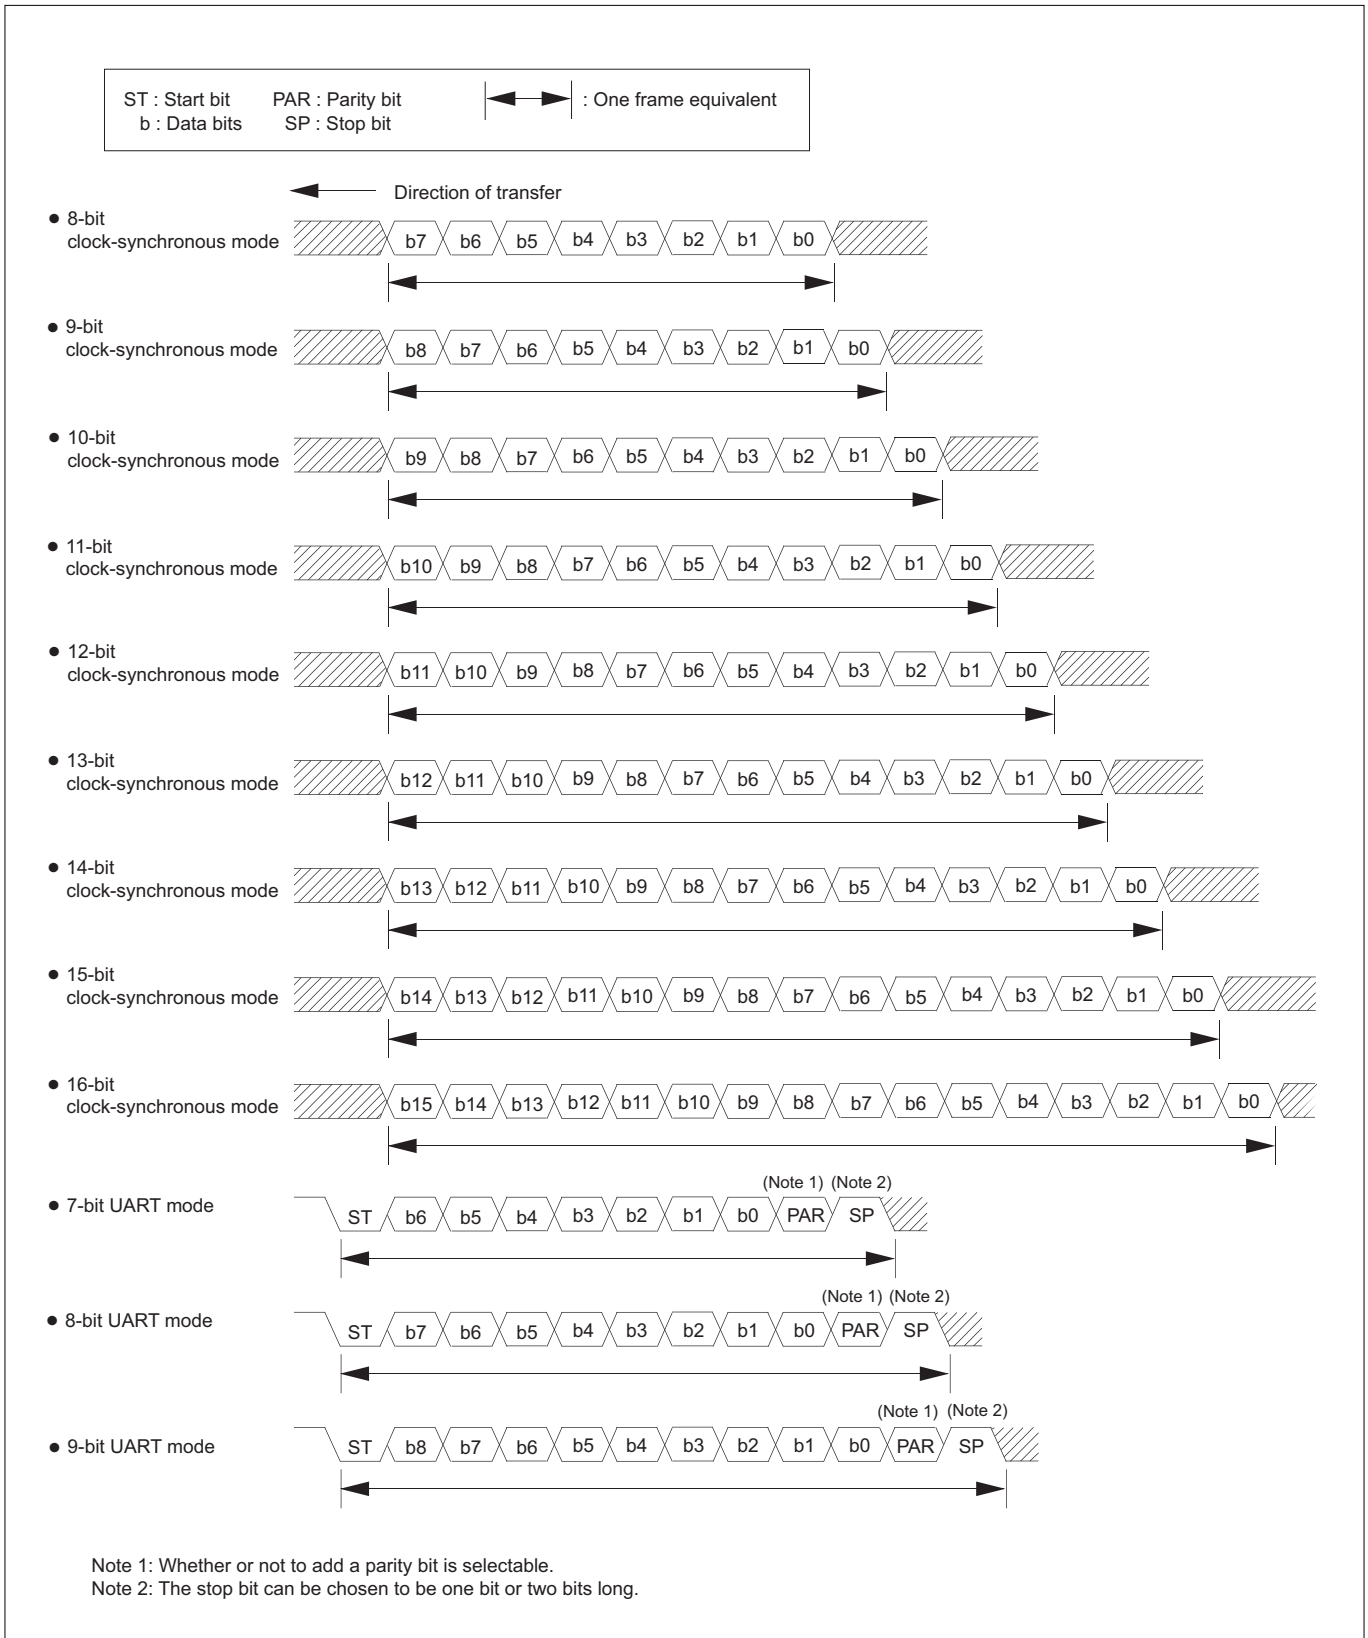 ST : Start bit PAR : Parity bit : One frame equivalent
b : Data bits SP : Stop bit
Direction of transfer
● 8-bit
clock-synchronous mode
b7 b6 b5 b4 b3 b2 b1 b0
● 9-bit
clock-synchronous mode
b8 b7 b6 b5 b4 b3 b2 b1 b0
● 10-bit
clock-synchronous mode
b9 b8 b7 b6 b5 b4 b3 b2 b1 b0
● 11-bit
clock-synchronous mode
b10 b9 b8 b7 b6 b5 b4 b3 b2 b1 b0
● 12-bit
clock-synchronous mode
b11 b10 b9 b8 b7 b6 b5 b4 b3 b2 b1 b0
● 13-bit
clock-synchronous mode
b12 b11 b10 b9 b8 b7 b6 b5 b4 b3 b2 b1 b0
● 14-bit
clock-synchronous mode
b13 b12 b11 b10 b9 b8 b7 b6 b5 b4 b3 b2 b1 b0
● 15-bit
clock-synchronous mode
b14 b13 b12 b11 b10 b9 b8 b7 b6 b5 b4 b3 b2 b1 b0
● 16-bit
clock-synchronous mode
b15 b14 b13 b12 b11 b10 b9 b8 b7 b6 b5 b4 b3 b2 b1 b0
(Note 1) (Note 2)
● 7-bit UART mode
ST b6 b5 b4 b3 b2 b1 b0 PAR SP
(Note 1) (Note 2)
● 8-bit UART mode
ST b7 b6 b5 b4 b3 b2 b1 b0 PAR SP
(Note 1) (Note 2)
● 9-bit UART mode
ST b8 b7 b6 b5 b4 b3 b2 b1 b0 PAR SP
Note 1: Whether or not to add a parity bit is selectable.
Note 2: The stop bit can be chosen to be one bit or two bits long.